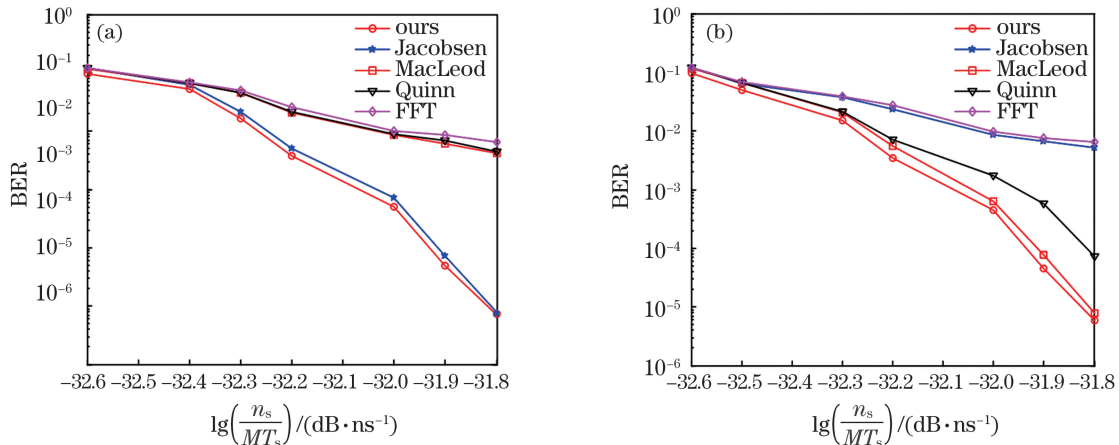 (a)
ours
Jacobsen
MacLeod
Quinn
FFT
BER
10⁰
10⁻¹
10⁻²
10⁻³
10⁻⁴
10⁻⁵
10⁻⁶
−32.6 −32.5 −32.4 −32.3 −32.2 −32.1 −32.0 −31.9 −31.8
lg(n_s/MT_s)/(dB·ns⁻¹)
(b)
ours
Jacobsen
MacLeod
Quinn
FFT
BER
10⁰
10⁻¹
10⁻²
10⁻³
10⁻⁴
10⁻⁵
10⁻⁶
−32.6 −32.5 −32.4 −32.3 −32.2 −32.1 −32.0 −31.9 −31.8
lg(n_s/MT_s)/(dB·ns⁻¹)